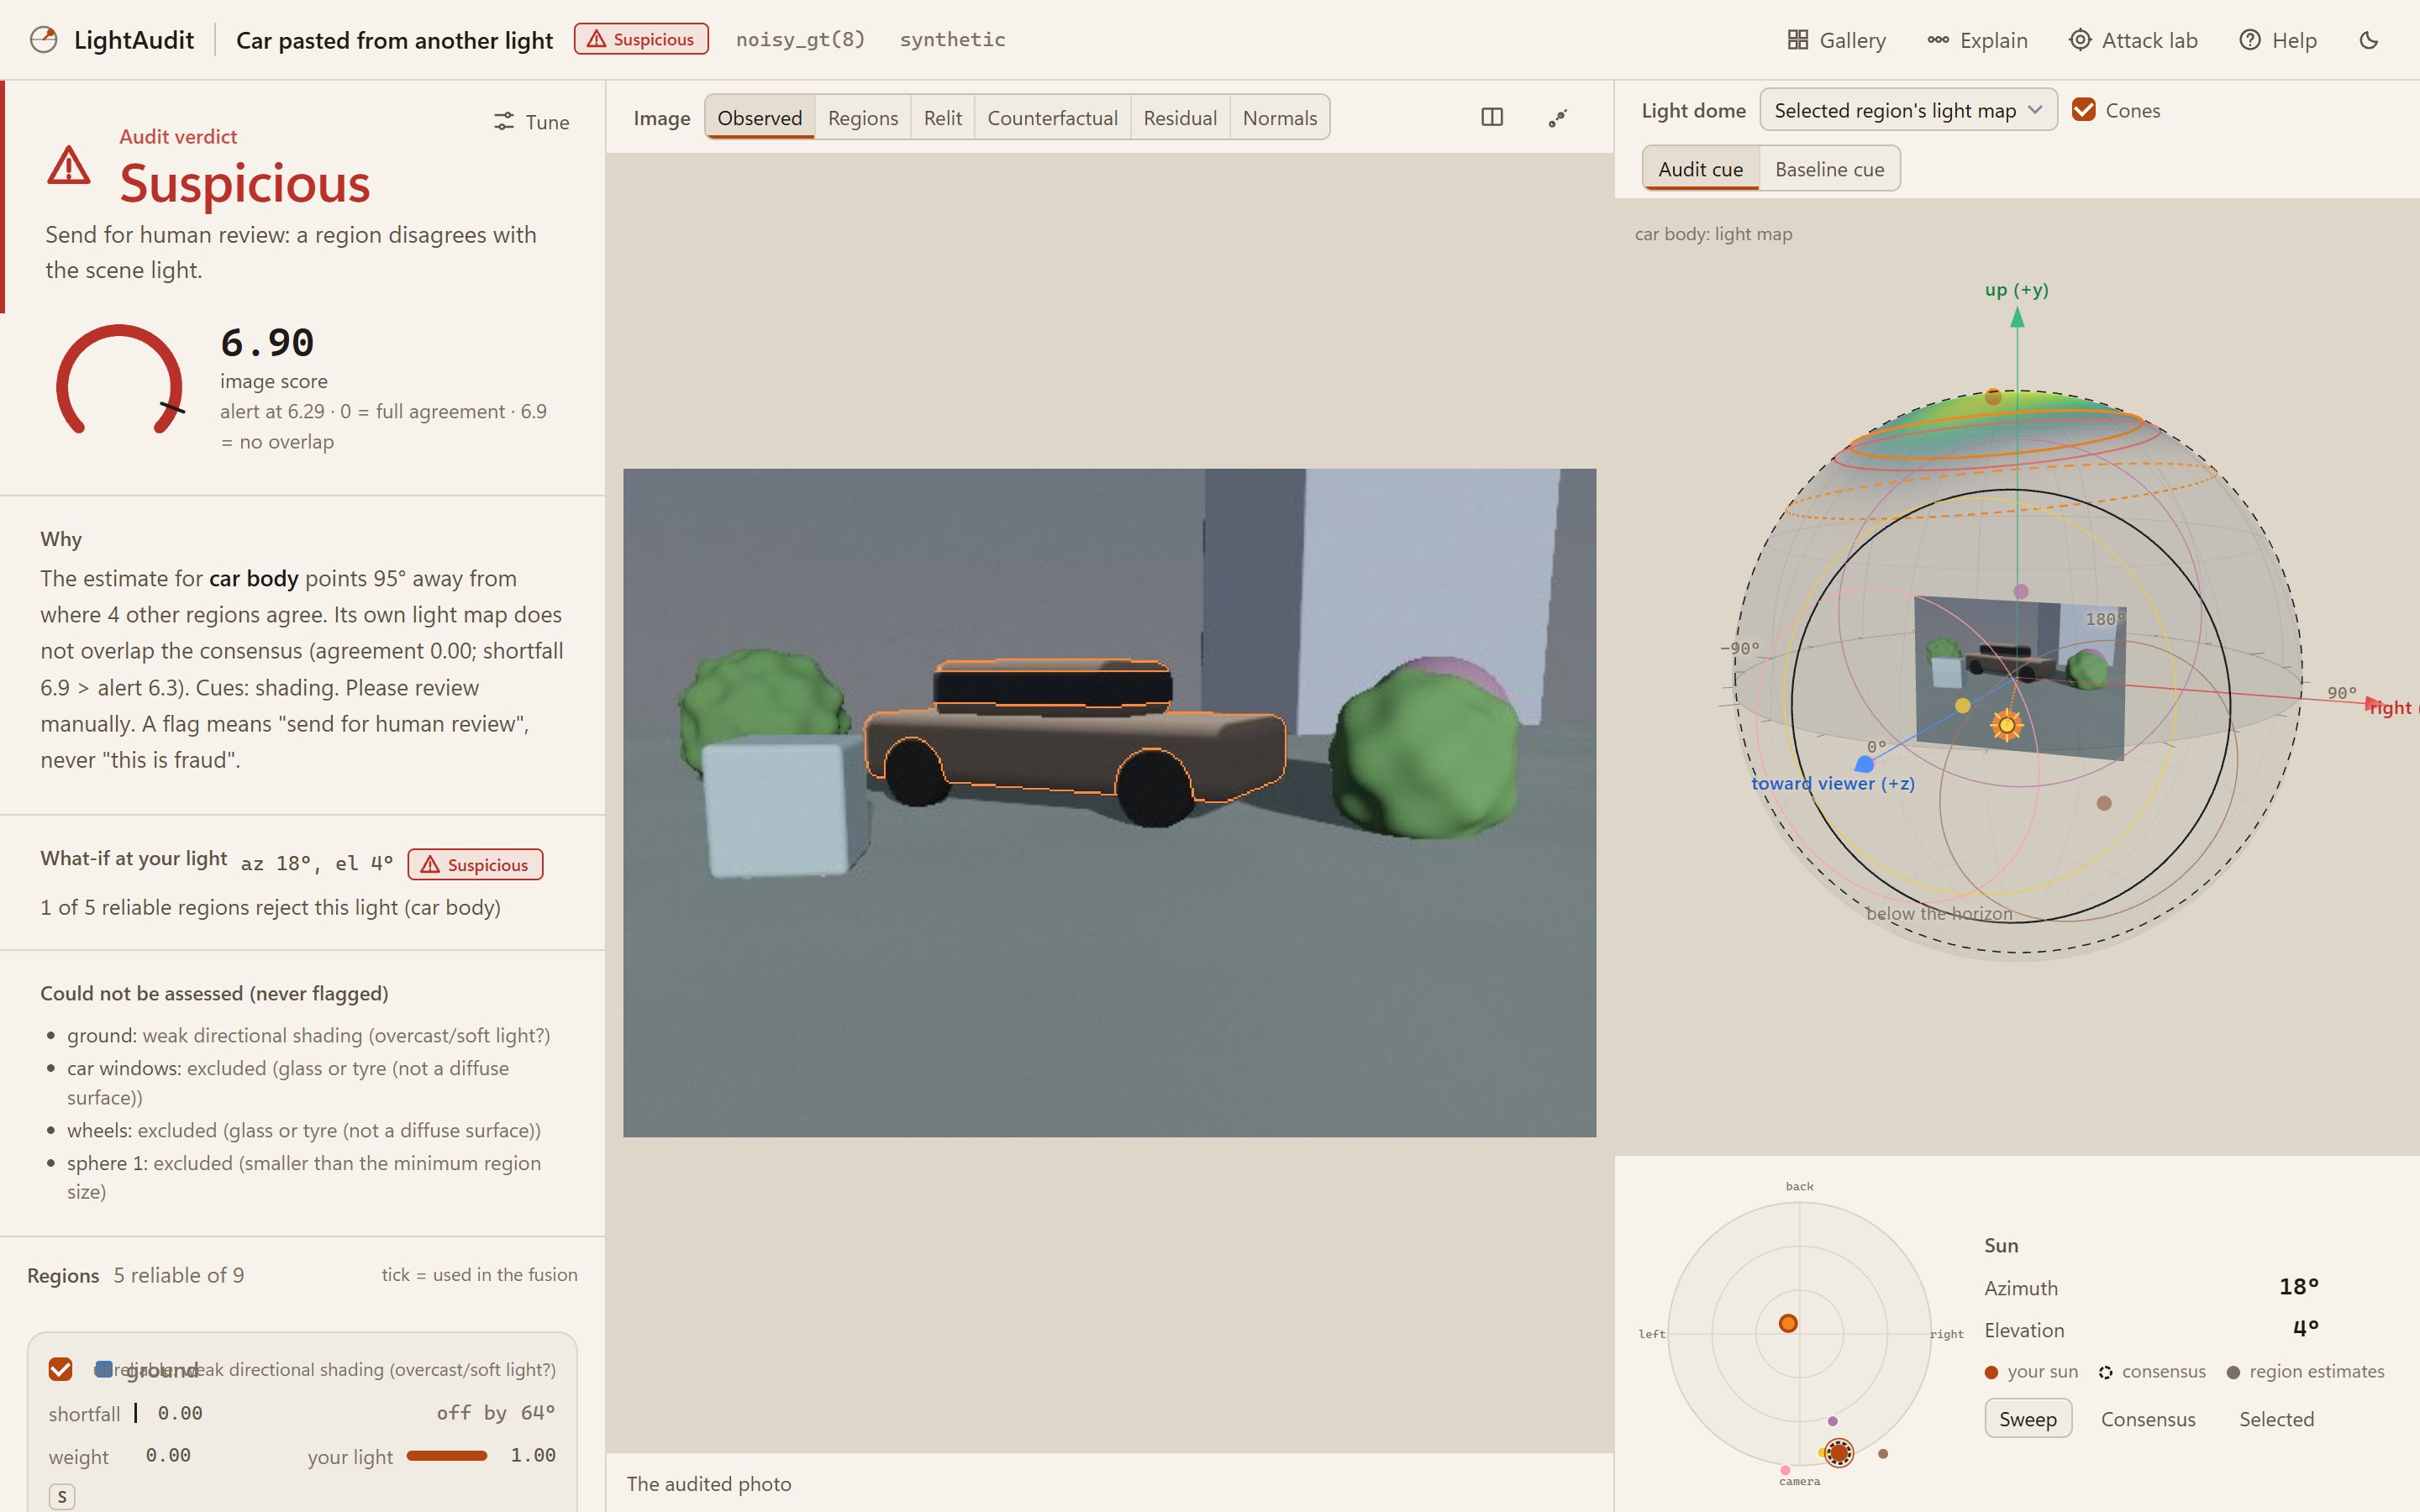 LightAudit
Car pasted from another light
Suspicious
noisy_gt(8)
synthetic
Gallery
Explain
Attack lab
Help
Tune
Audit verdict
Suspicious
Send for human review: a region disagrees with
the scene light.
6.90
image score
alert at 6.29 · 0 = full agreement · 6.9
= no overlap
Why
The estimate for car body points 95° away from
where 4 other regions agree. Its own light map does
not overlap the consensus (agreement 0.00; shortfall
6.9 > alert 6.3). Cues: shading. Please review
manually. A flag means "send for human review",
never "this is fraud".
What-if at your light az 18°, el 4° Suspicious
1 of 5 reliable regions reject this light (car body)
Could not be assessed (never flagged)
ground: weak directional shading (overcast/soft light?)
car windows: excluded (glass or tyre (not a diffuse
surface))
wheels: excluded (glass or tyre (not a diffuse surface))
sphere 1: excluded (smaller than the minimum region
size)
Regions 5 reliable of 9 tick = used in the fusion
ground weak directional shading (overcast/soft light?)
shortfall 0.00 off by 64°
weight 0.00 your light 1.00
S
Image Observed Regions Relit Counterfactual Residual Normals
The audited photo
Light dome Selected region's light map Cones
Audit cue Baseline cue
car body: light map
up (+y)
180°
−90°
90°
right (
0°
toward viewer (+z)
below the horizon
back
left
right
camera
Sun
Azimuth 18°
Elevation 4°
your sun consensus region estimates
Sweep Consensus Selected